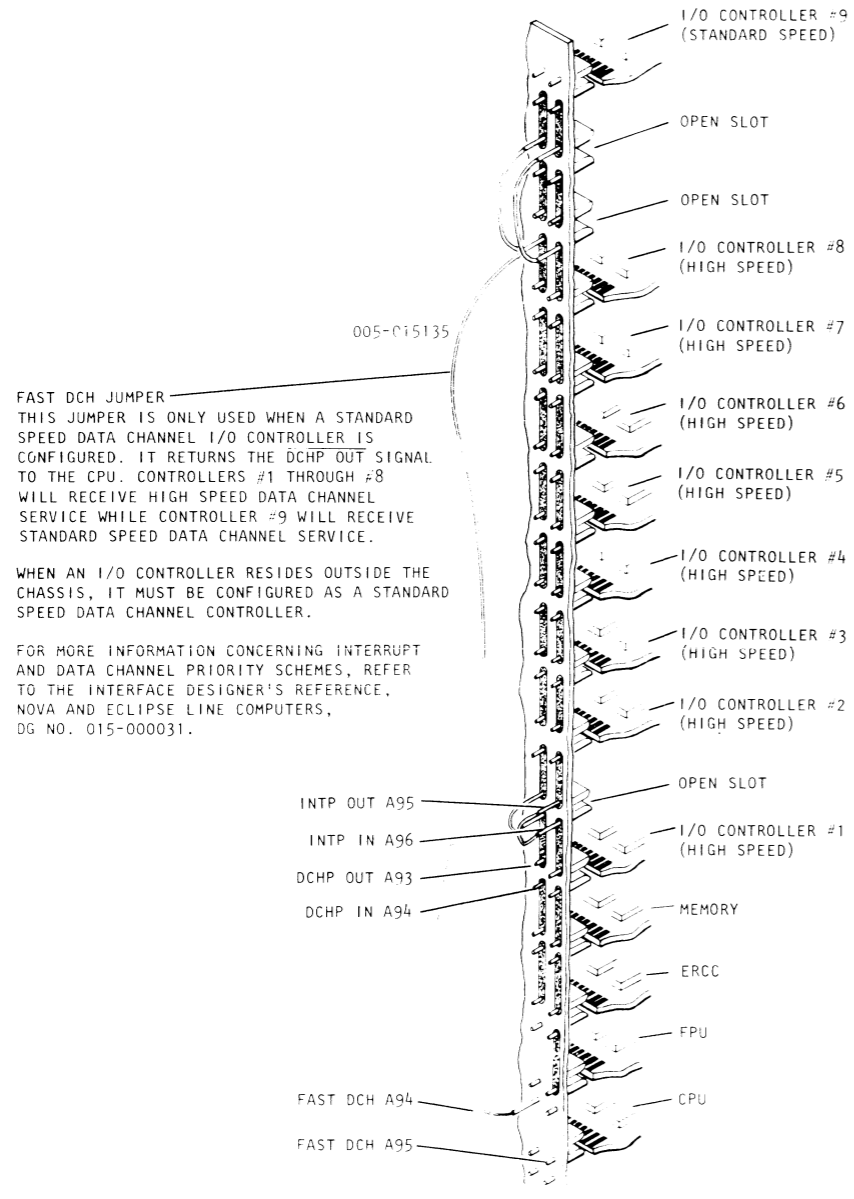 I/O CONTROLLER #9
(STANDARD SPEED)
OPEN SLOT
OPEN SLOT
I/O CONTROLLER #8
(HIGH SPEED)
005-015135
I/O CONTROLLER #7
(HIGH SPEED)
FAST DCH JUMPER
THIS JUMPER IS ONLY USED WHEN A STANDARD
SPEED DATA CHANNEL I/O CONTROLLER IS
CONFIGURED. IT RETURNS THE DCHP OUT SIGNAL
TO THE CPU. CONTROLLERS #1 THROUGH #8
WILL RECEIVE HIGH SPEED DATA CHANNEL
SERVICE WHILE CONTROLLER #9 WILL RECEIVE
STANDARD SPEED DATA CHANNEL SERVICE.
WHEN AN I/O CONTROLLER RESIDES OUTSIDE THE
CHASSIS, IT MUST BE CONFIGURED AS A STANDARD
SPEED DATA CHANNEL CONTROLLER.
FOR MORE INFORMATION CONCERNING INTERRUPT
AND DATA CHANNEL PRIORITY SCHEMES, REFER
TO THE INTERFACE DESIGNER'S REFERENCE,
NOVA AND ECLIPSE LINE COMPUTERS,
DG NO. 015-000031.
I/O CONTROLLER #6
(HIGH SPEED)
I/O CONTROLLER #5
(HIGH SPEED)
I/O CONTROLLER #4
(HIGH SPEED)
I/O CONTROLLER #3
(HIGH SPEED)
I/O CONTROLLER #2
(HIGH SPEED)
OPEN SLOT
INTP OUT A95
I/O CONTROLLER #1
(HIGH SPEED)
INTP IN A96
DCHP OUT A93
DCHP IN A94
MEMORY
ERCC
FPU
FAST DCH A94
CPU
FAST DCH A95